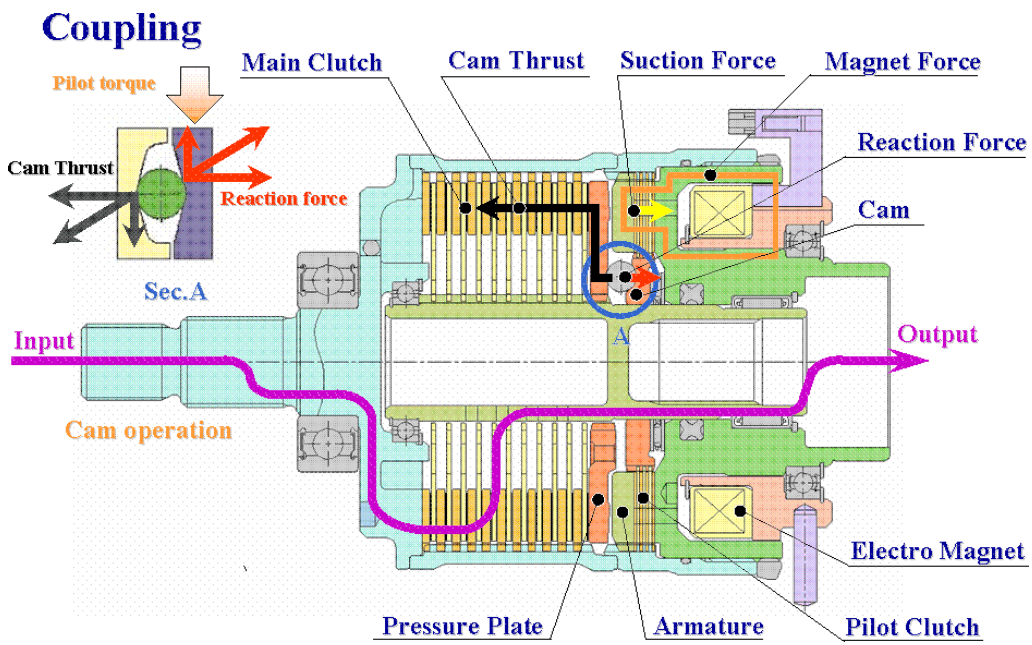 Coupling
Main Clutch
Cam Thrust
Suction Force
Magnet Force
Pilot torque
Reaction Force
Cam Thrust
Reaction force
Cam
Sec.A
A
Input
Output
Cam operation
Electro Magnet
Pressure Plate
Armature
Pilot Clutch